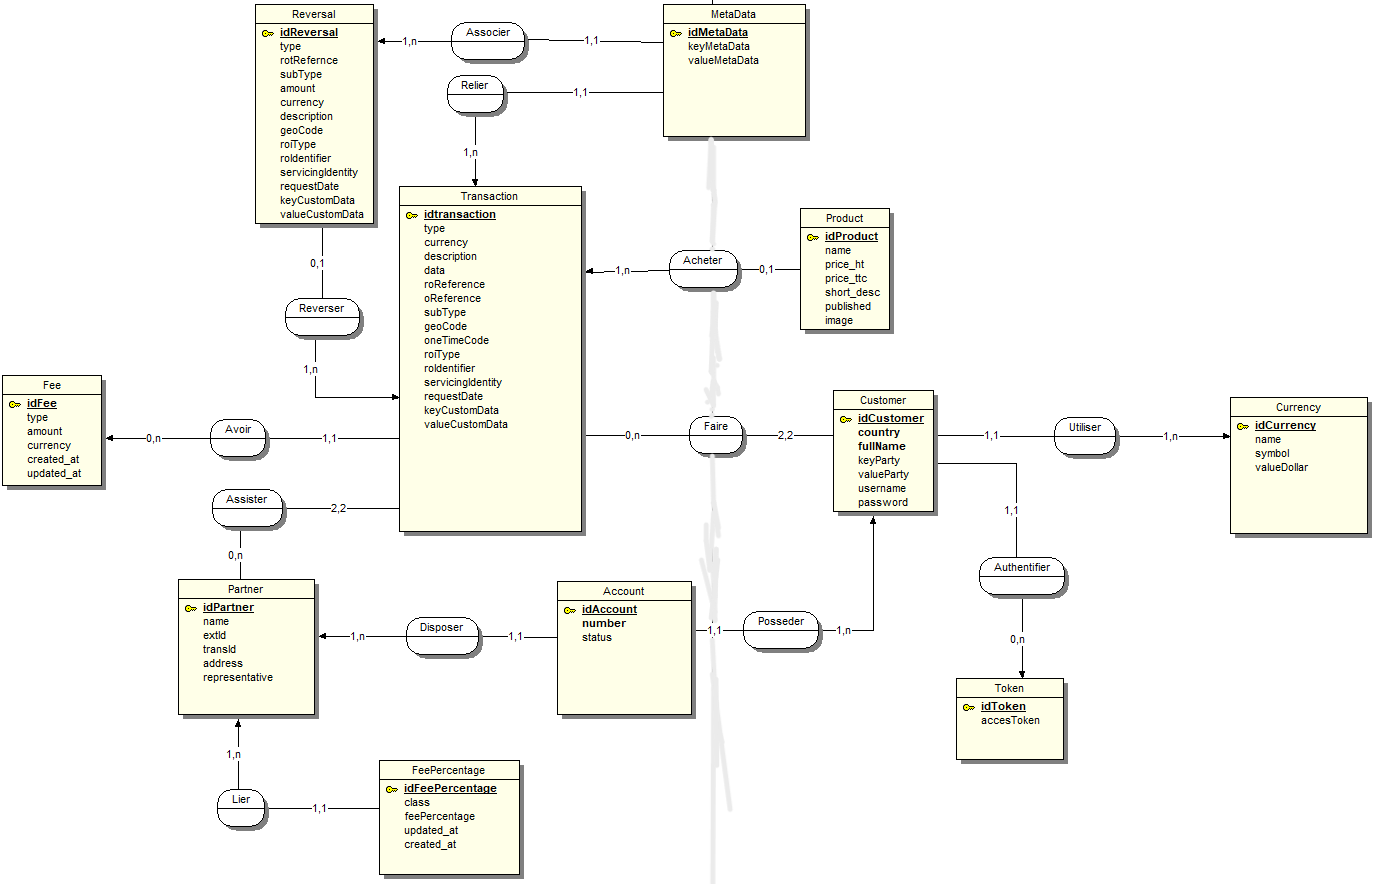 Reversal
idReversal
type
rotRefernce
subType
amount
currency
description
geoCode
roiType
roldentifier
servicingIdentity
requestDate
keyCustomData
valueCustomData
1,n
Associer
1,1
MetaData
idMetaData
keyMetaData
valueMetaData
Relier
1,1
1,n
Transaction
idtransaction
type
currency
description
data
roReference
oReference
subType
geoCode
oneTimeCode
roiType
roldentifier
servicingIdentity
requestDate
keyCustomData
valueCustomData
0,1
Reverser
1,n
1,n
Acheter
0,1
Product
idProduct
name
price_ht
price_ttc
short_desc
published
image
Fee
idFee
type
amount
currency
created_at
updated_at
0,n
Avoir
1,1
0,n
Faire
2,2
Customer
idCustomer
country
fullName
keyParty
valueParty
username
password
1,1
Utiliser
1,n
Currency
idCurrency
name
symbol
valueDollar
Assister
2,2
0,n
1,1
Authentifier
0,n
Partner
idPartner
name
extId
transId
address
representative
1,n
Disposer
1,1
Account
idAccount
number
status
1,1
Posseder
1,n
Token
idToken
accesToken
1,n
Lier
1,1
FeePercentage
idFeePercentage
class
feePercentage
updated_at
created_at